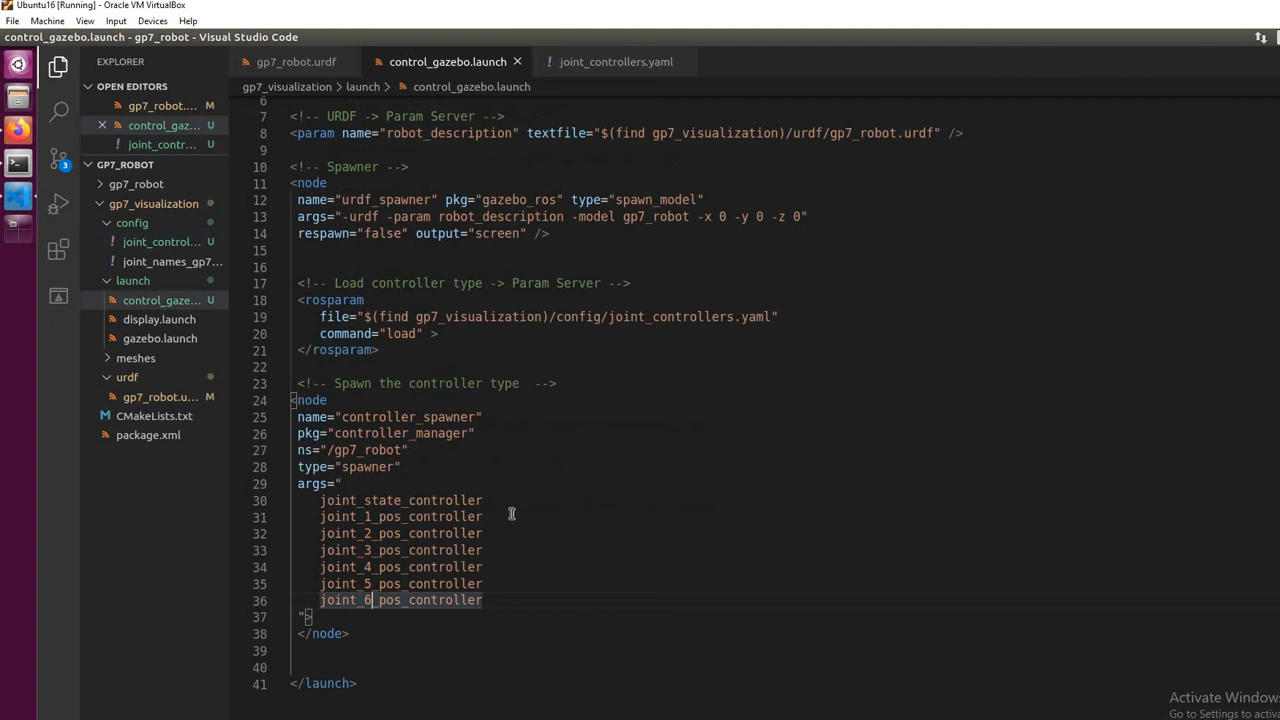 Ubuntu16 [Running] - Oracle VM VirtualBox
File Machine View Input Devices Help
control_gazebo.launch - gp7_robot - Visual Studio Code
EXPLORER
gp7_robot.urdf
control_gazebo.launch ×
! joint_controllers.yaml
OPEN EDITORS
gp7_robot.... M
× control_gaz... U
! joint_contr... U
GP7_ROBOT
gp7_robot
gp7_visualization
config
! joint_control... U
! joint_names_gp7...
launch
control_gaze... U
display.launch
gazebo.launch
meshes
urdf
gp7_robot.u... M
CMakeLists.txt
package.xml
3
gp7_visualization > launch > control_gazebo.launch
6
7 <!-- URDF -> Param Server -->
8 <param name="robot_description" textfile="$(find gp7_visualization)/urdf/gp7_robot.urdf" />
9
10 <!-- Spawner -->
11 <node
12 name="urdf_spawner" pkg="gazebo_ros" type="spawn_model"
13 args="-urdf -param robot_description -model gp7_robot -x 0 -y 0 -z 0"
14 respawn="false" output="screen" />
15
16
17 <!-- Load controller type -> Param Server -->
18 <rosparam
19 file="$(find gp7_visualization)/config/joint_controllers.yaml"
20 command="load" >
21 </rosparam>
22
23 <!-- Spawn the controller type  -->
24 <node
25 name="controller_spawner"
26 pkg="controller_manager"
27 ns="/gp7_robot"
28 type="spawner"
29 args="
30 joint_state_controller
31 joint_1_pos_controller
32 joint_2_pos_controller
33 joint_3_pos_controller
34 joint_4_pos_controller
35 joint_5_pos_controller
36 joint_6_pos_controller
37 ">
38 </node>
39
40
41 </launch>
Activate Windows
Go to Settings to activa